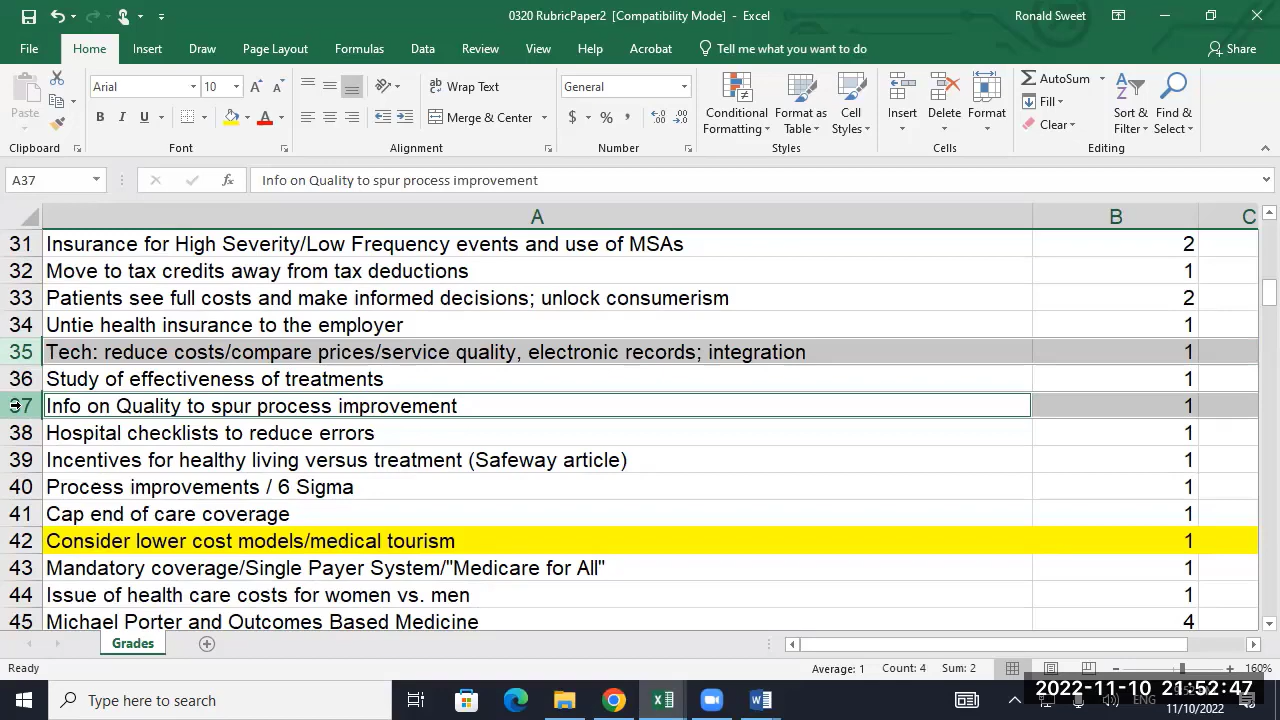 0320 RubricPaper2 [Compatibility Mode] - Excel
Ronald Sweet
File Home Insert Draw Page Layout Formulas Data Review View Help Acrobat Tell me what you want to do Share
Paste
Clipboard
Arial 10
B I U
Font
Wrap Text
Merge & Center
Alignment
General
$ % ,
Number
Conditional Formatting
Format as Table
Cell Styles
Styles
Insert Delete Format
Cells
AutoSum
Fill
Clear
Sort & Filter
Find & Select
Editing
A37 fx Info on Quality to spur process improvement
A B C
31 Insurance for High Severity/Low Frequency events and use of MSAs 2
32 Move to tax credits away from tax deductions 1
33 Patients see full costs and make informed decisions; unlock consumerism 2
34 Untie health insurance to the employer 1
35 Tech: reduce costs/compare prices/service quality, electronic records; integration 1
36 Study of effectiveness of treatments 1
37 Info on Quality to spur process improvement 1
38 Hospital checklists to reduce errors 1
39 Incentives for healthy living versus treatment (Safeway article) 1
40 Process improvements / 6 Sigma 1
41 Cap end of care coverage 1
42 Consider lower cost models/medical tourism 1
43 Mandatory coverage/Single Payer System/"Medicare for All" 1
44 Issue of health care costs for women vs. men 1
45 Michael Porter and Outcomes Based Medicine 4
Grades
Ready Average: 1 Count: 4 Sum: 2 160%
Type here to search
2022-11-10 21:52:47
ENG
11/10/2022